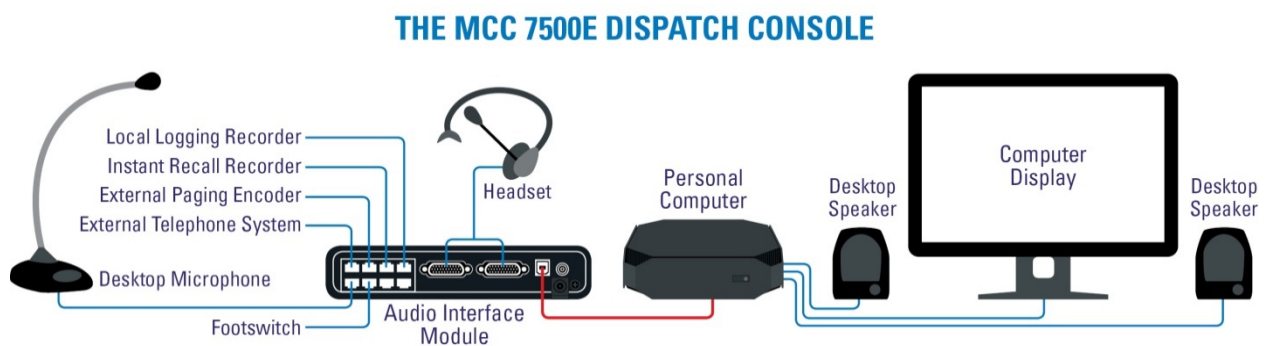 THE MCC 7500E DISPATCH CONSOLE
Local Logging Recorder
Instant Recall Recorder
External Paging Encoder
External Telephone System
Desktop Microphone
Footswitch
Headset
Audio Interface
Module
Personal
Computer
Desktop
Speaker
Computer
Display
Desktop
Speaker